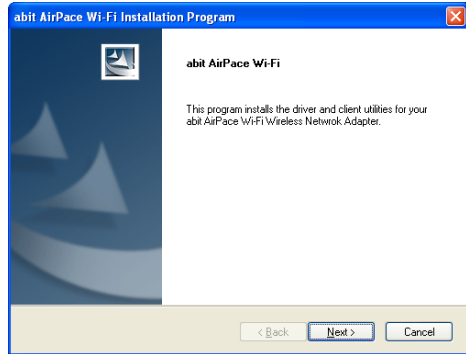 abit AirPace Wi-Fi Installation Program
abit AirPace Wi-Fi
This program installs the driver and client utilities for your
abit AirPace Wi-Fi Wireless Netwrok Adapter.
< Back
Next >
Cancel